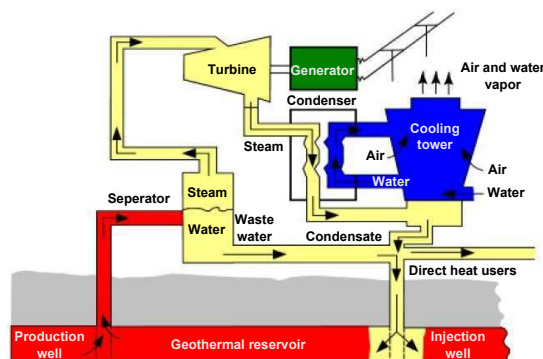 Turbine
Generator
Air and water
vapor
Condenser
Cooling
tower
Steam
Air
Air
Water
Water
Steam
Seperator
Water
Waste
water
Condensate
Direct heat users
Production
well
Geothermal reservoir
Injection
well